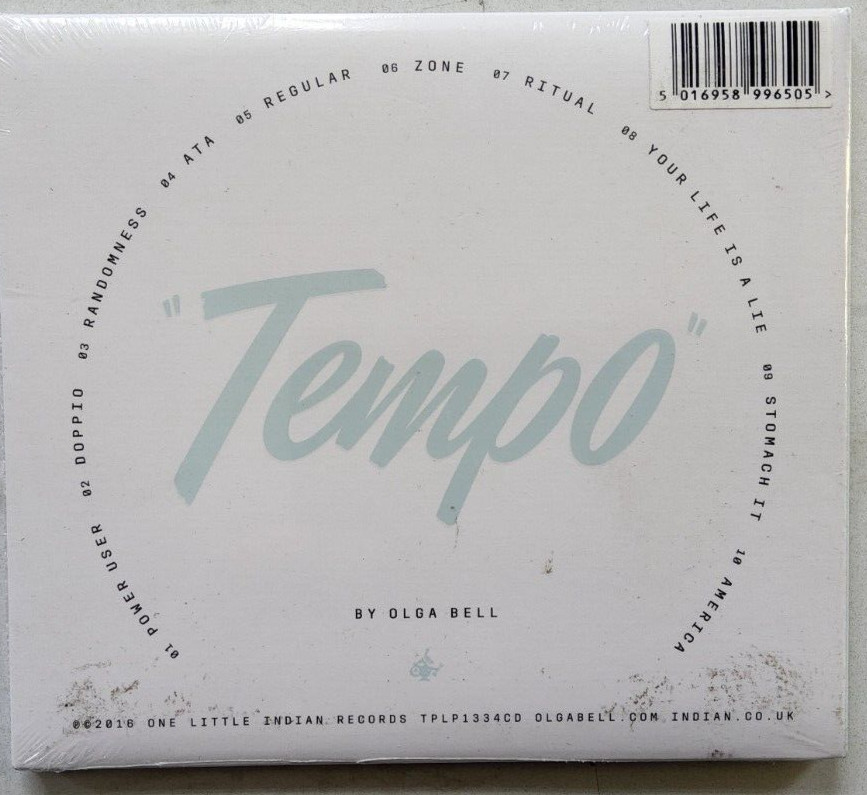 5 016958 996505 >
01 POWER USER
02 DOPPIO
03 RANDOMNESS
04 ATA
05 REGULAR
06 ZONE
07 RITUAL
08 YOUR LIFE IS A LIE
09 STOMACH IT
10 AMERICA
"Tempo"
BY OLGA BELL
℗©2016 ONE LITTLE INDIAN RECORDS TPLP1334CD OLGABELL.COM INDIAN.CO.UK